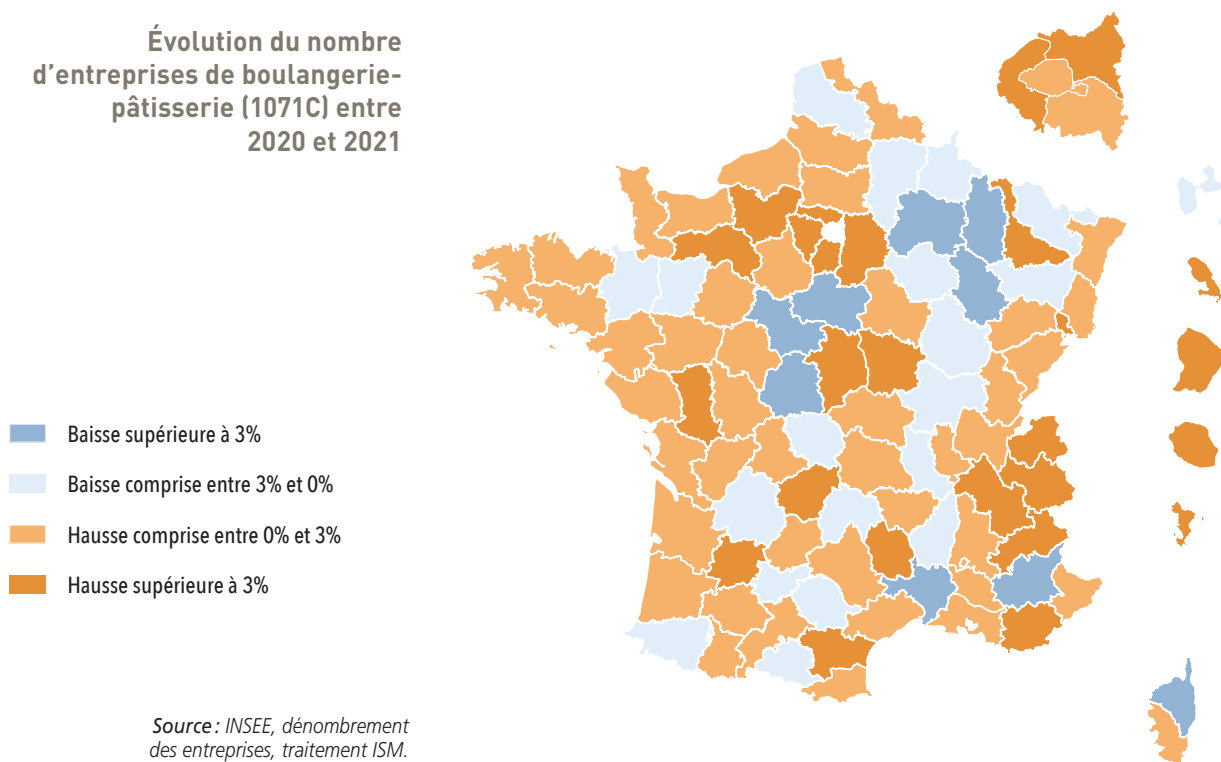 Évolution du nombre
d'entreprises de boulangerie-
pâtisserie (1071C) entre
2020 et 2021
Baisse supérieure à 3%
Baisse comprise entre 3% et 0%
Hausse comprise entre 0% et 3%
Hausse supérieure à 3%
Source : INSEE, dénombrement
des entreprises, traitement ISM.